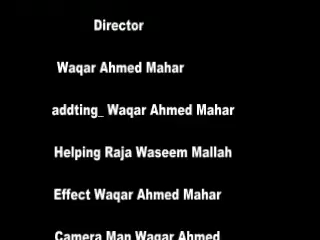 Director
Waqar Ahmed Mahar
addting_ Waqar Ahmed Mahar
Helping Raja Waseem Mallah
Effect Waqar Ahmed Mahar
Camera Man Waqar Ahmed